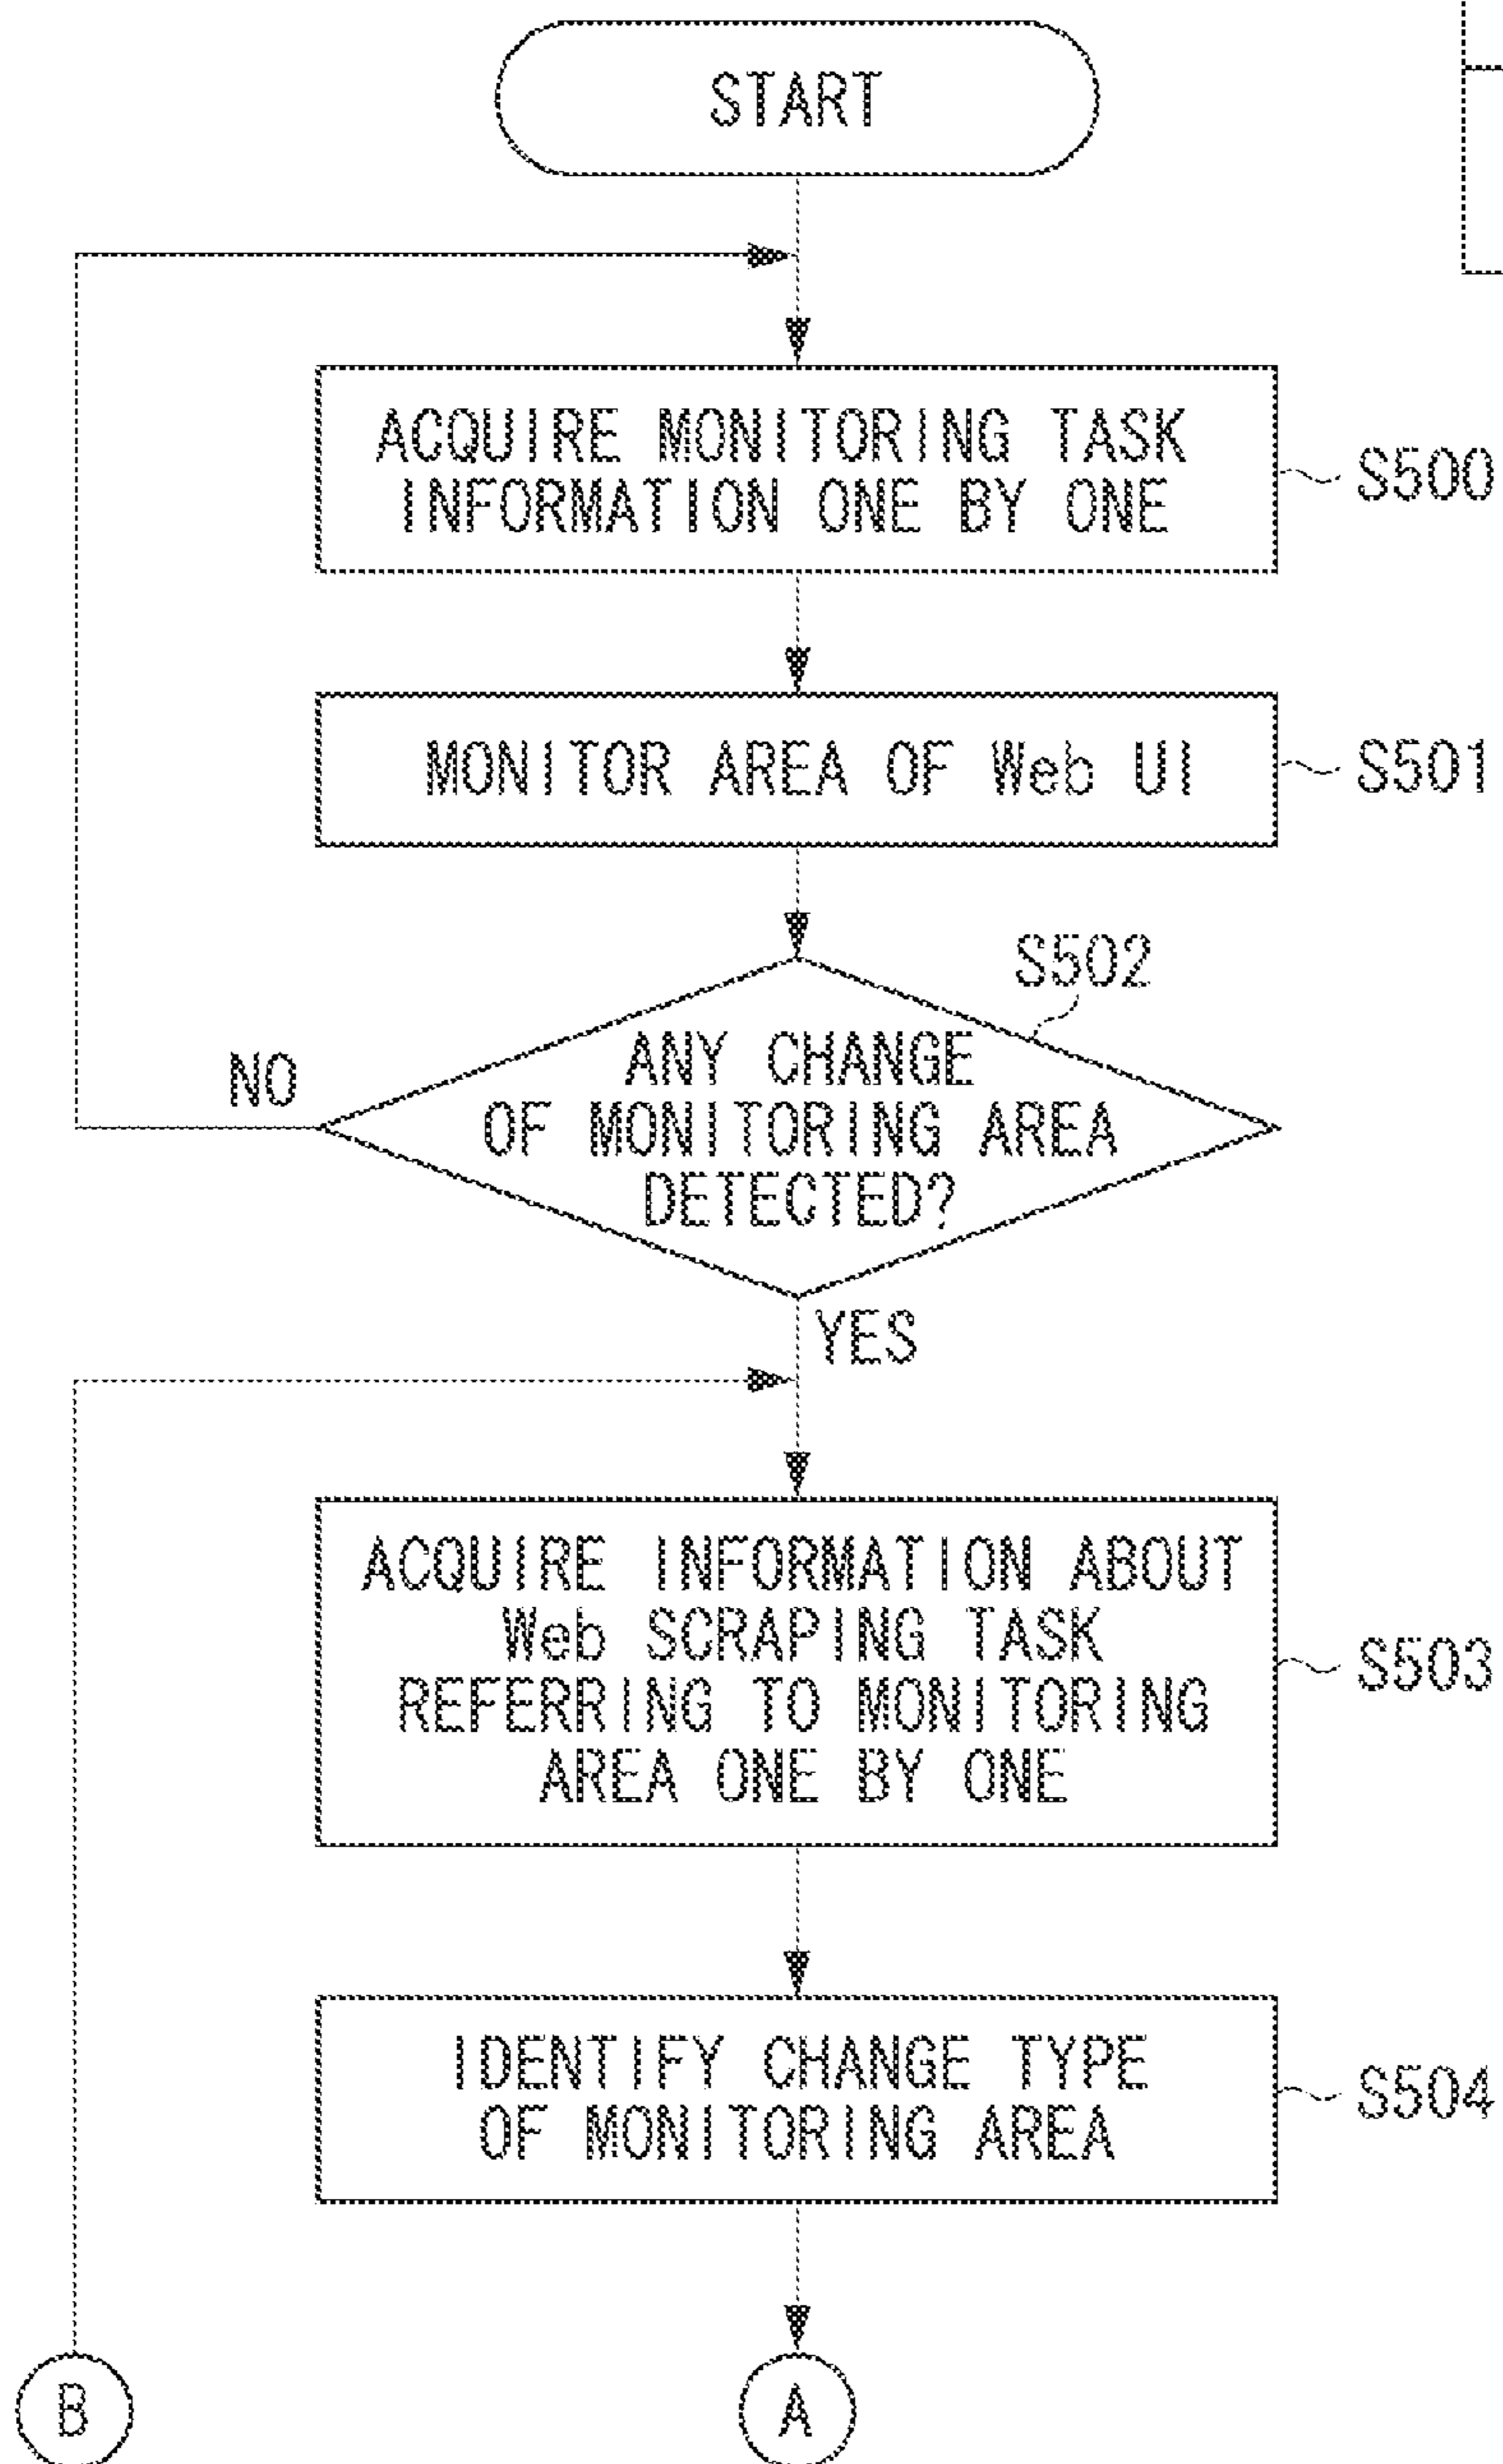 START
ACQUIRE MONITORING TASK
INFORMATION ONE BY ONE
S500
MONITOR AREA OF Web UI
S501
S502
ANY CHANGE
OF MONITORING AREA
DETECTED?
NO
YES
ACQUIRE INFORMATION ABOUT
Web SCRAPING TASK
REFERRING TO MONITORING
AREA ONE BY ONE
S503
IDENTIFY CHANGE TYPE
OF MONITORING AREA
S504
B
A